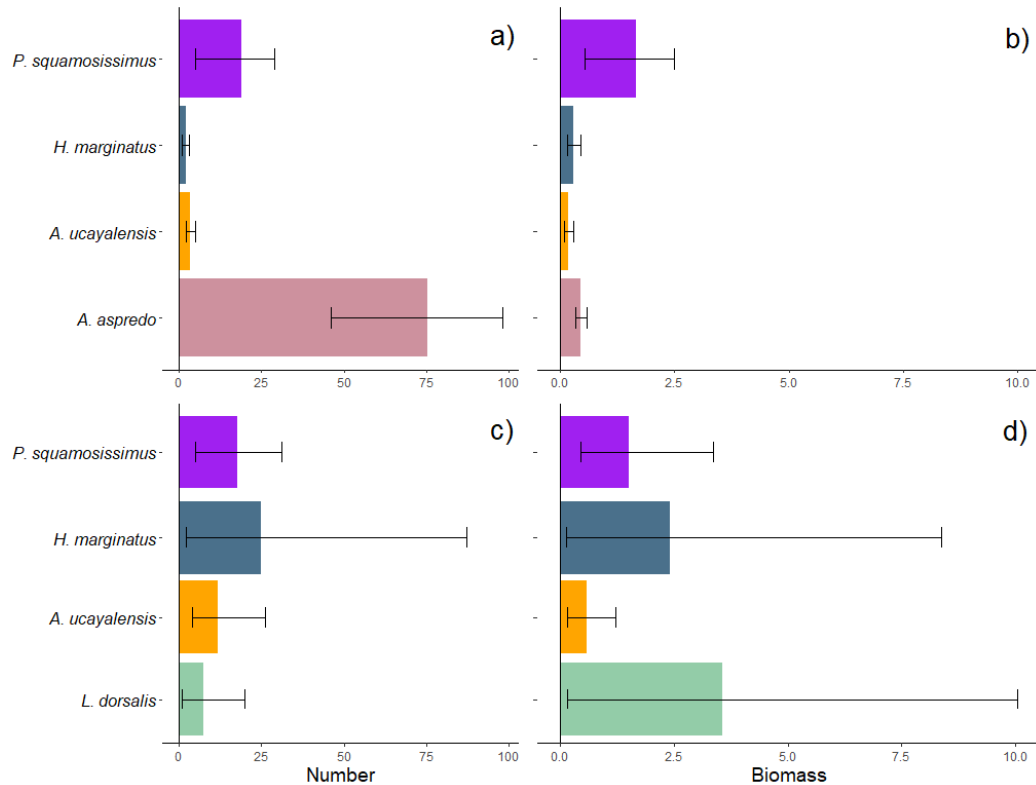 a)
b)
P. squamosissimus
H. marginatus
A. ucayalensis
A. aspredo
0 25 50 75 100
0.0 2.5 5.0 7.5 10.0
c)
d)
P. squamosissimus
H. marginatus
A. ucayalensis
L. dorsalis
0 25 50 75 100
0.0 2.5 5.0 7.5 10.0
Number
Biomass